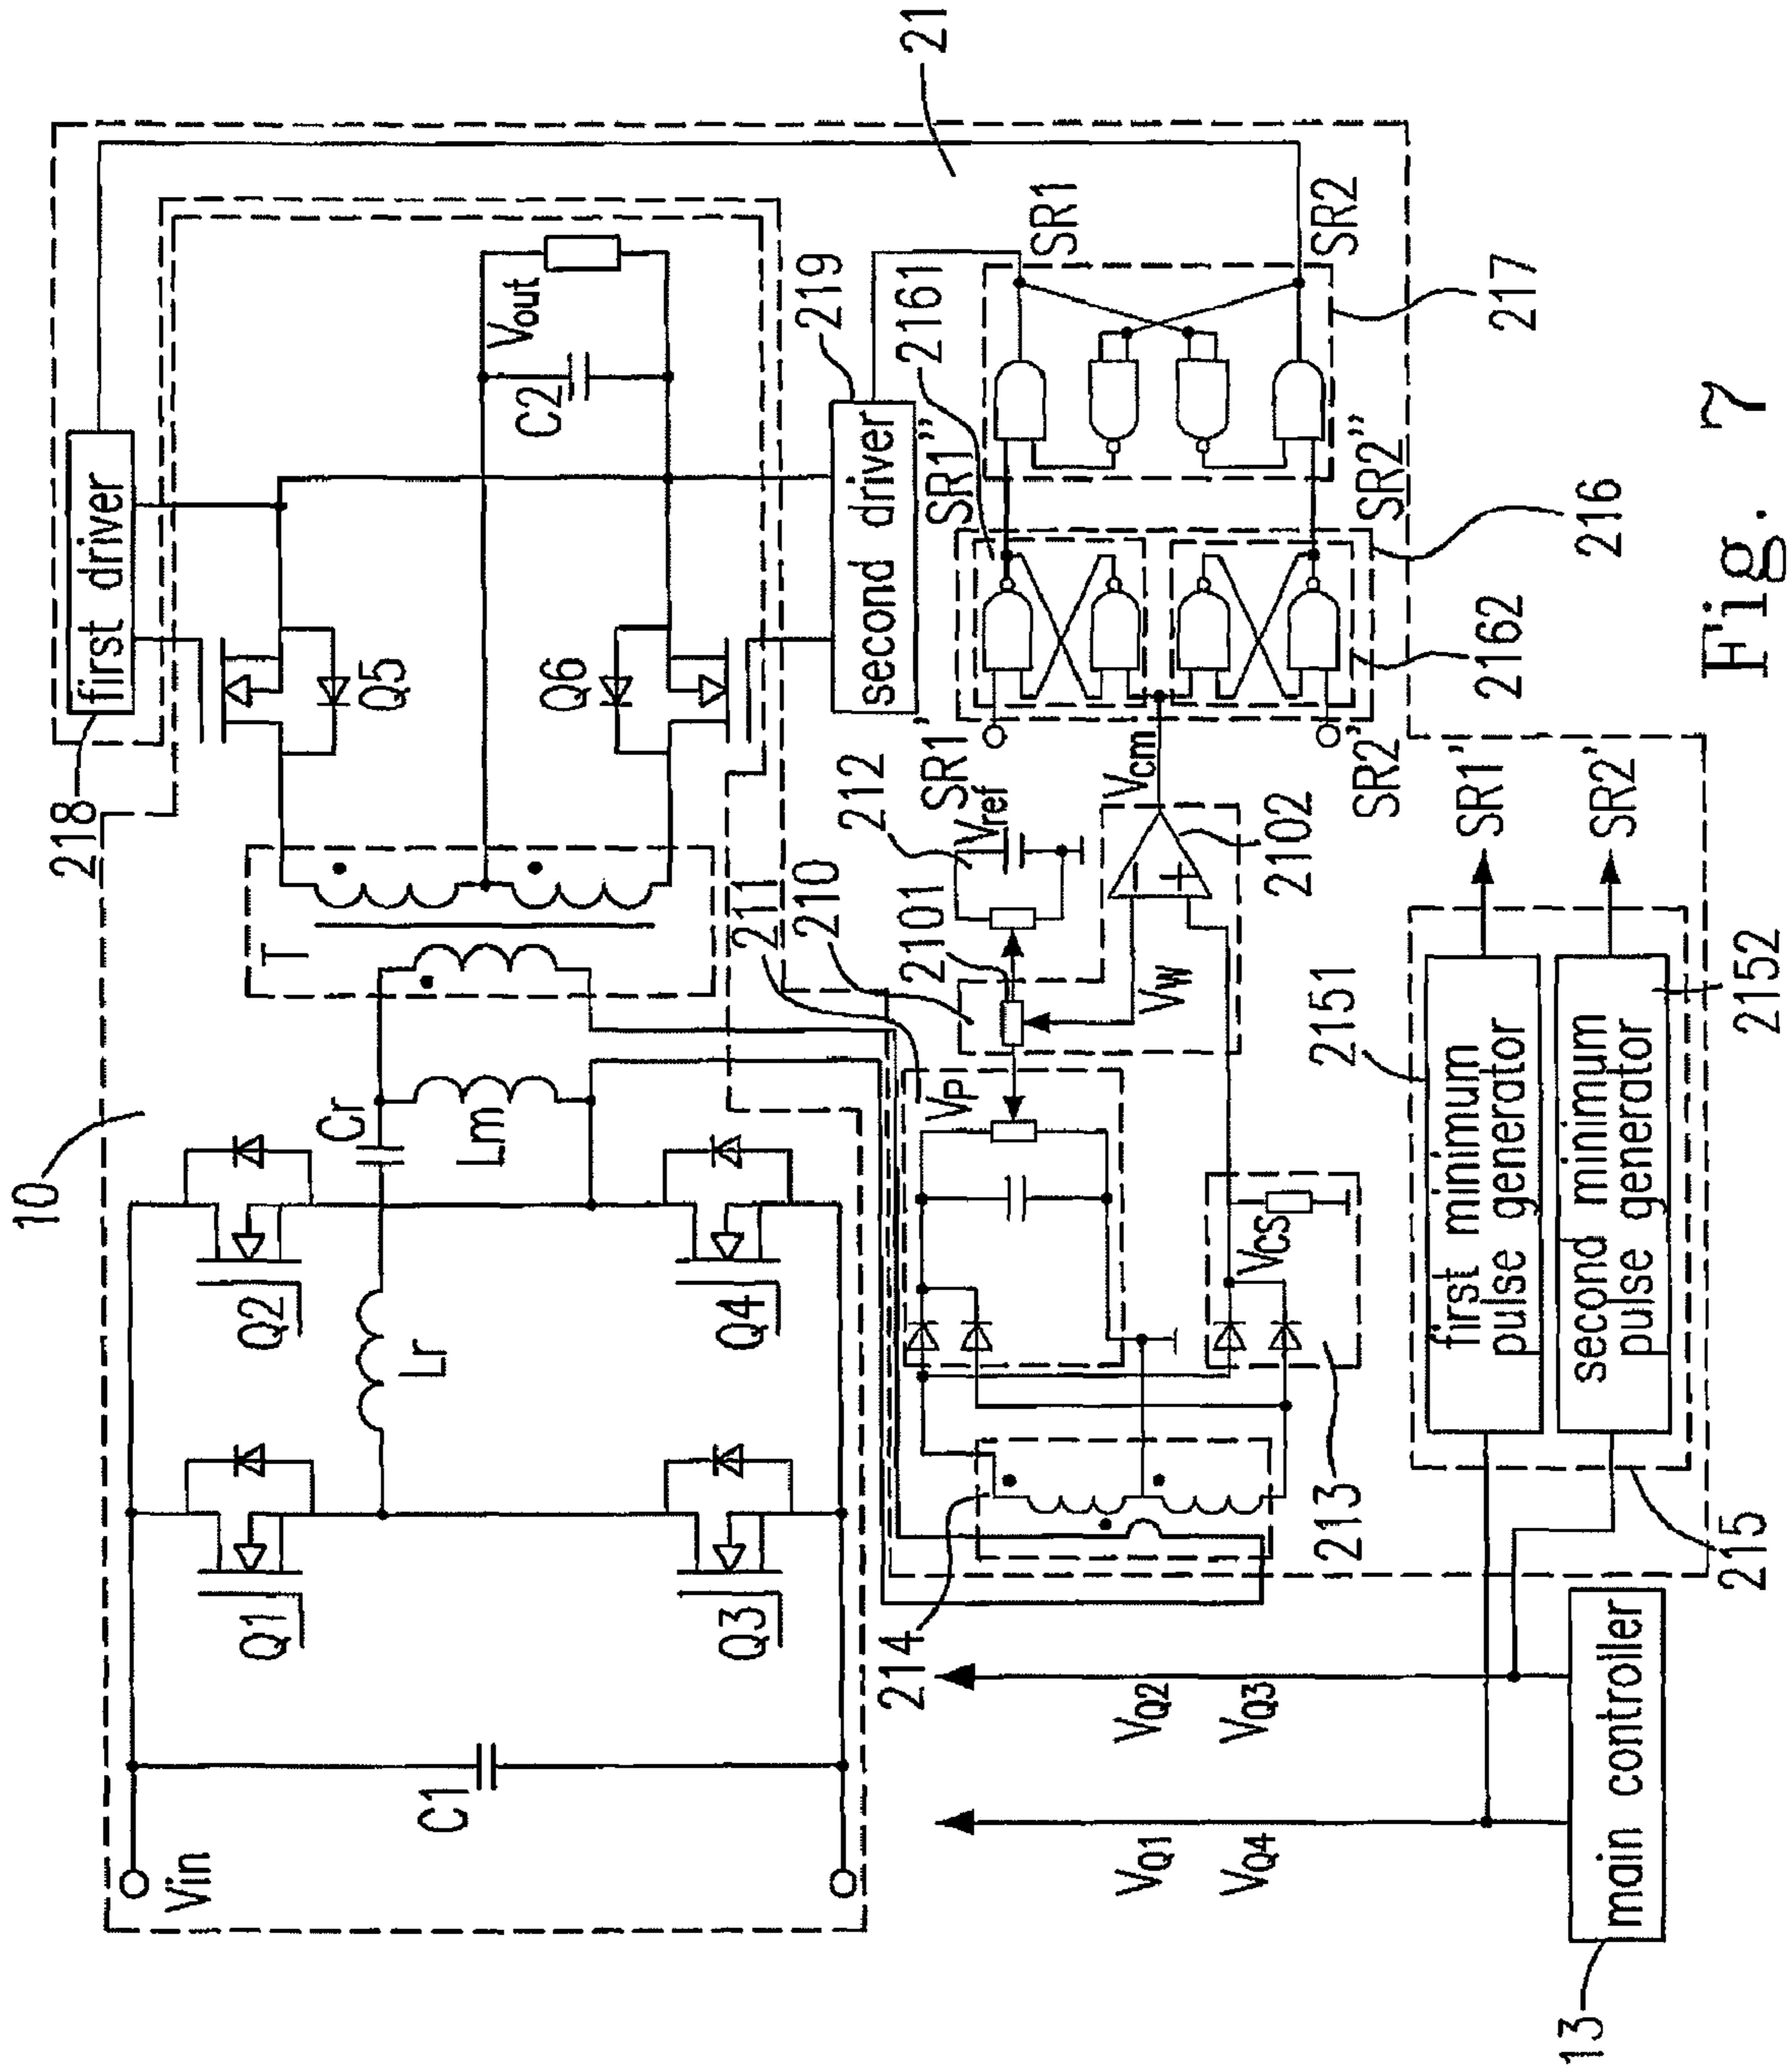 10
Vin
C1
Q1
Q2
Q3
Q4
Lr
Cr
Lm
T
218
first driver
Q5
Q6
C2
Vout
219
second driver
21
211
210
212
2101
Vref
VP
VW
2102
Vcm
VCS
213
214
SR1'
SR1"
2161
SR1
SR2'
SR2"
SR2
2162
216
217
2151
first minimum
pulse generator
SR1'
second minimum
pulse generator
SR2'
2152
215
VQ1
VQ4
VQ2
VQ3
main controller
13
Fig. 7